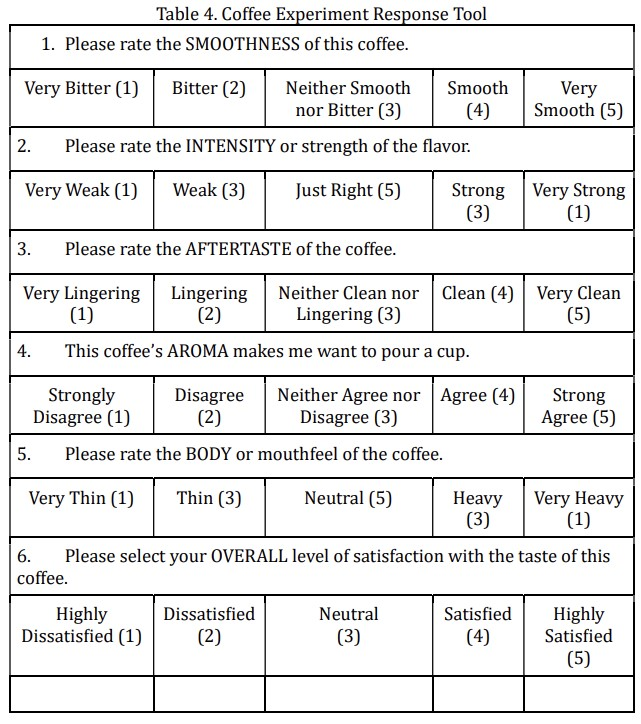 Table 4. Coffee Experiment Response Tool
1. Please rate the SMOOTHNESS of this coffee.
Very Bitter (1) Bitter (2) Neither Smooth nor Bitter (3) Smooth (4) Very Smooth (5)
2. Please rate the INTENSITY or strength of the flavor.
Very Weak (1) Weak (3) Just Right (5) Strong (3) Very Strong (1)
3. Please rate the AFTERTASTE of the coffee.
Very Lingering (1) Lingering (2) Neither Clean nor Lingering (3) Clean (4) Very Clean (5)
4. This coffee's AROMA makes me want to pour a cup.
Strongly Disagree (1) Disagree (2) Neither Agree nor Disagree (3) Agree (4) Strong Agree (5)
5. Please rate the BODY or mouthfeel of the coffee.
Very Thin (1) Thin (3) Neutral (5) Heavy (3) Very Heavy (1)
6. Please select your OVERALL level of satisfaction with the taste of this
coffee.
Highly Dissatisfied (1) Dissatisfied (2) Neutral (3) Satisfied (4) Highly Satisfied (5)